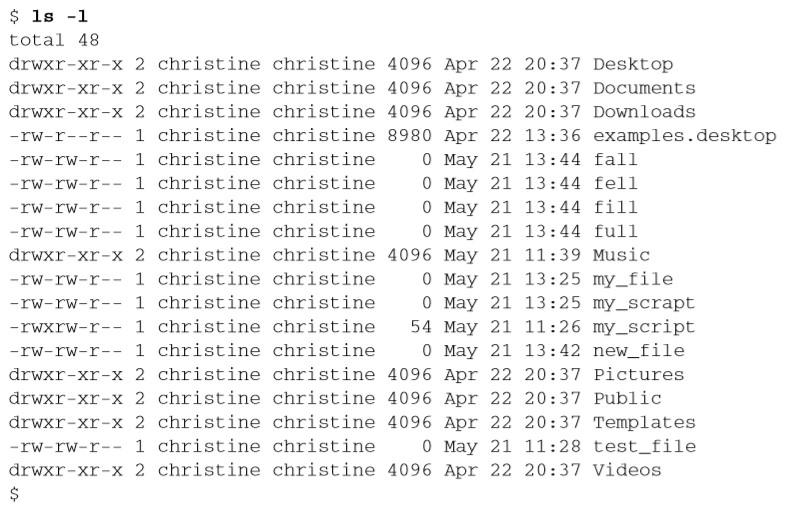 $ ls -l
total 48
drwxr-xr-x 2 christine christine 4096 Apr 22 20:37 Desktop
drwxr-xr-x 2 christine christine 4096 Apr 22 20:37 Documents
drwxr-xr-x 2 christine christine 4096 Apr 22 20:37 Downloads
-rw-r--r-- 1 christine christine 8980 Apr 22 13:36 examples.desktop
-rw-rw-r-- 1 christine christine    0 May 21 13:44 fall
-rw-rw-r-- 1 christine christine    0 May 21 13:44 fell
-rw-rw-r-- 1 christine christine    0 May 21 13:44 fill
-rw-rw-r-- 1 christine christine    0 May 21 13:44 full
drwxr-xr-x 2 christine christine 4096 May 21 11:39 Music
-rw-rw-r-- 1 christine christine    0 May 21 13:25 my_file
-rw-rw-r-- 1 christine christine    0 May 21 13:25 my_scrapt
-rwxrw-r-- 1 christine christine   54 May 21 11:26 my_script
-rw-rw-r-- 1 christine christine    0 May 21 13:42 new_file
drwxr-xr-x 2 christine christine 4096 Apr 22 20:37 Pictures
drwxr-xr-x 2 christine christine 4096 Apr 22 20:37 Public
drwxr-xr-x 2 christine christine 4096 Apr 22 20:37 Templates
-rw-rw-r-- 1 christine christine    0 May 21 11:28 test_file
drwxr-xr-x 2 christine christine 4096 Apr 22 20:37 Videos
$